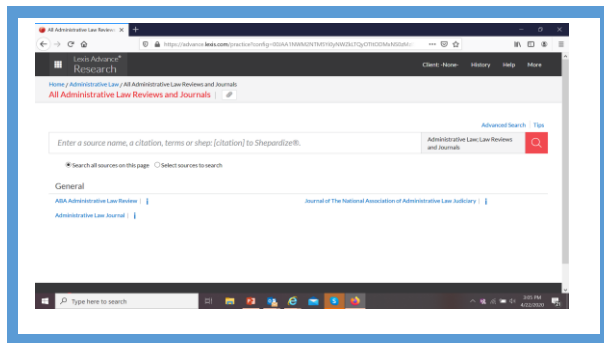 All Administrative Law Reviews
https://advance.lexis.com/practice?config=
Lexis Advance®
Research
Client: -None- History Help More
Home / Administrative Law / All Administrative Law Reviews and Journals
All Administrative Law Reviews and Journals
Advanced Search | Tips
Enter a source name, a citation, terms or shep: [citation] to Shepardize®.
Administrative Law; Law Reviews
and Journals
Search all sources on this page Select sources to search
General
ABA Administrative Law Review | i
Journal of The National Association of Administrative Law Judiciary | i
Administrative Law Journal | i
Type here to search
3:05 PM
4/22/2020